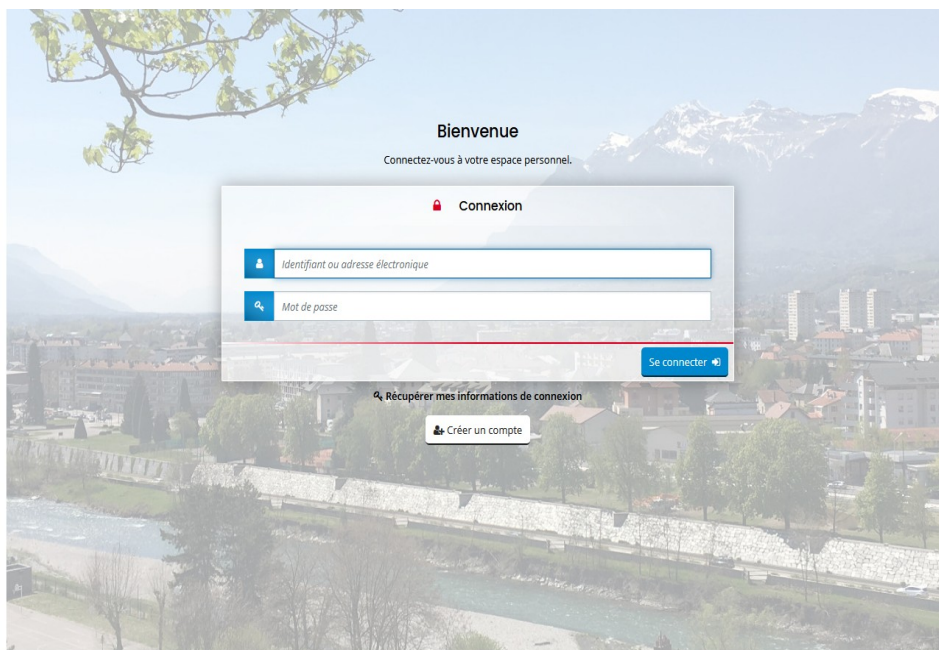 Bienvenue
Connectez-vous à votre espace personnel.
Connexion
Identifiant ou adresse électronique
Mot de passe
Se connecter
Récupérer mes informations de connexion
Créer un compte